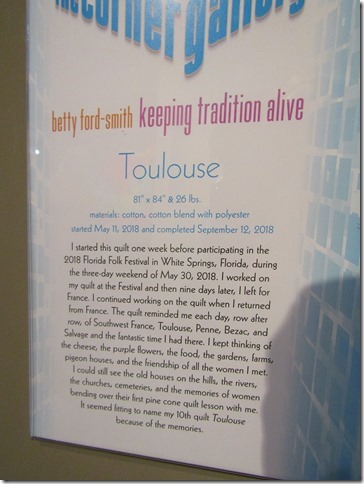 the corner gallery
betty ford-smith keeping tradition alive
Toulouse
81" x 84" & 26 lbs.
materials: cotton, cotton blend with polyester
started May 11, 2018 and completed September 12, 2018
I started this quilt one week before participating in the
2018 Florida Folk Festival in White Springs, Florida, during
the three-day weekend of May 30, 2018. I worked on
my quilt at the Festival and then nine days later, I left for
France. I continued working on the quilt when I returned
from France. The quilt reminded me each day, row after
row, of Southwest France, Toulouse, Penne, Bezac, and
Salvage and the fantastic time I had there. I kept thinking of
the cheese, the purple flowers, the food, the gardens, farms,
pigeon houses, and the friendship of all the women I met.
I could still see the old houses on the hills, the rivers,
the churches, cemeteries, and the memories of women
bending over their first pine cone quilt lesson with me.
It seemed fitting to name my 10th quilt Toulouse
because of the memories.